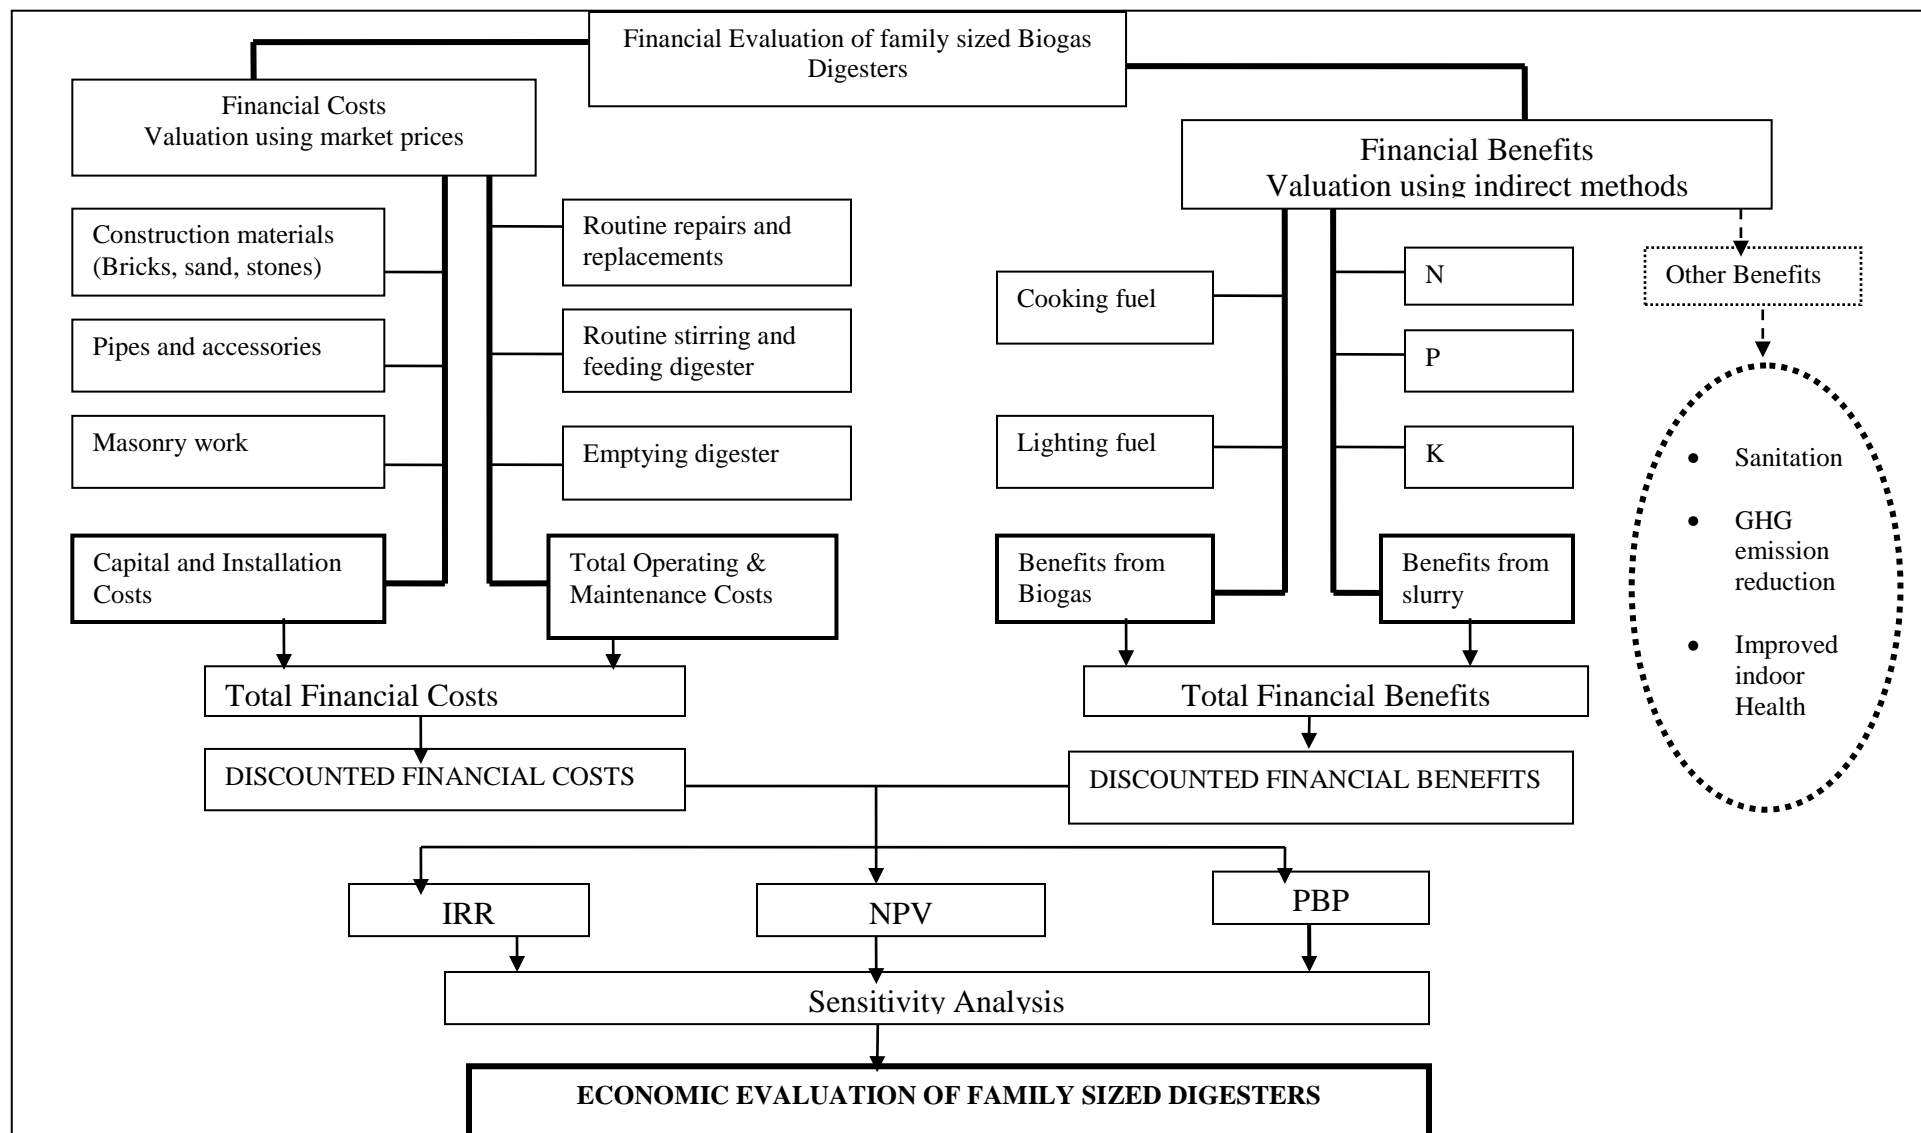 Financial Evaluation of family sized Biogas
Digesters
Financial Costs
Valuation using market prices
Financial Benefits
Valuation using indirect methods
Construction materials
(Bricks, sand, stones)
Pipes and accessories
Masonry work
Capital and Installation
Costs
Routine repairs and
replacements
Routine stirring and
feeding digester
Emptying digester
Total Operating &
Maintenance Costs
Cooking fuel
Lighting fuel
Benefits from
Biogas
N
P
K
Benefits from
slurry
Other Benefits
• Sanitation
• GHG
emission
reduction
• Improved
indoor
Health
Total Financial Costs
Total Financial Benefits
DISCOUNTED FINANCIAL COSTS
DISCOUNTED FINANCIAL BENEFITS
IRR
NPV
PBP
Sensitivity Analysis
ECONOMIC EVALUATION OF FAMILY SIZED DIGESTERS